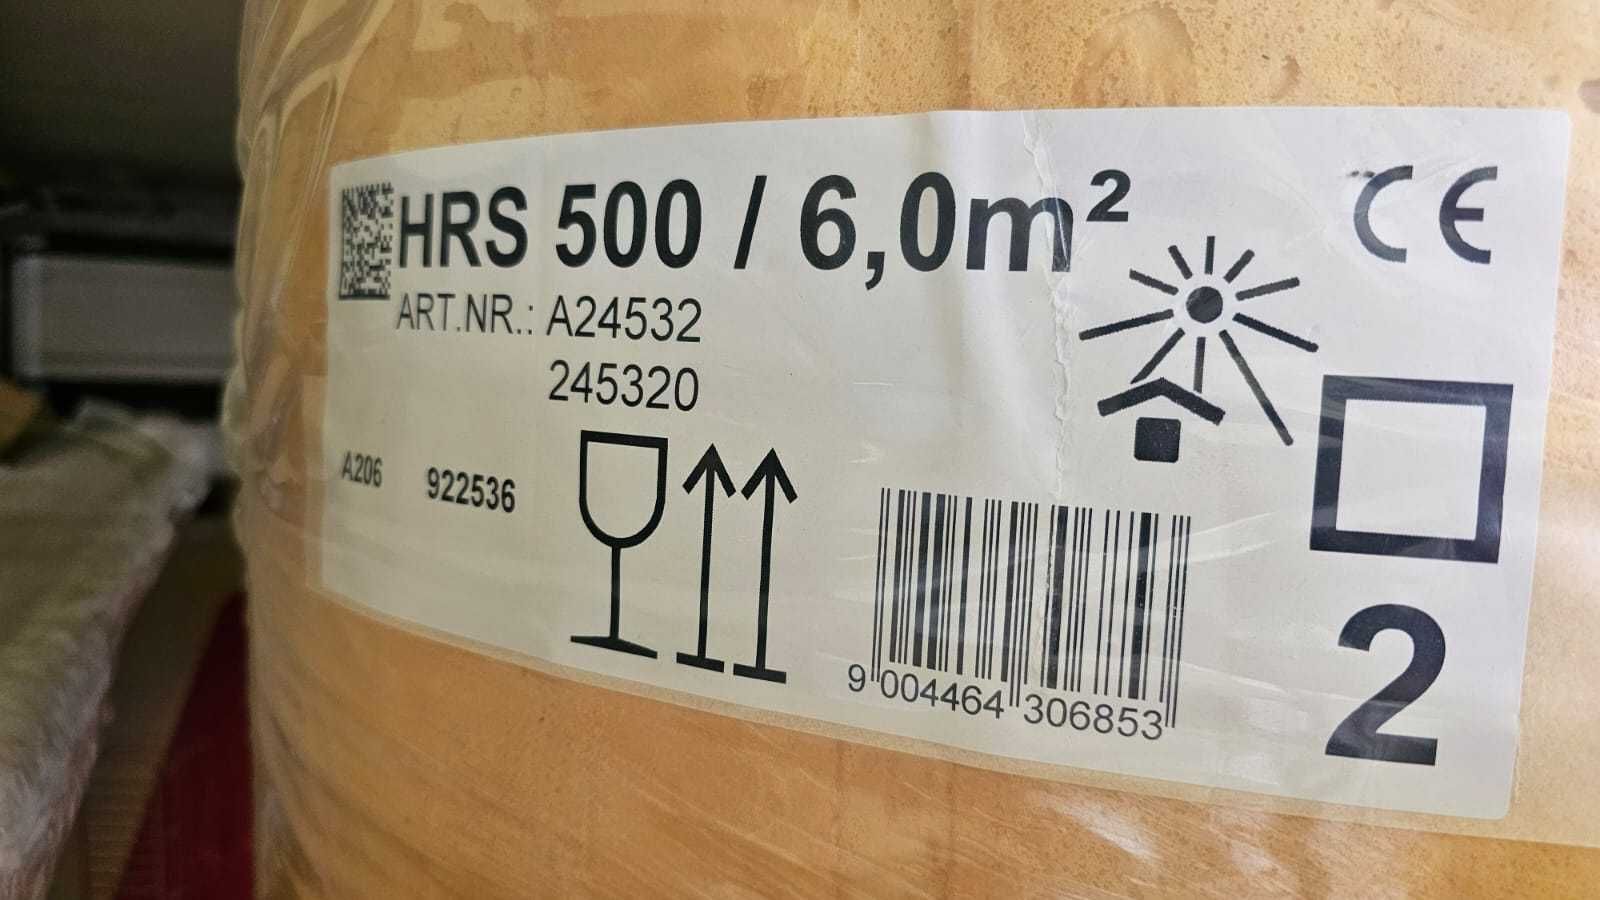 HRS 500 / 6,0m²
CE
ART.NR.: A24532
245320
A206 922536
9 004464 306853
2